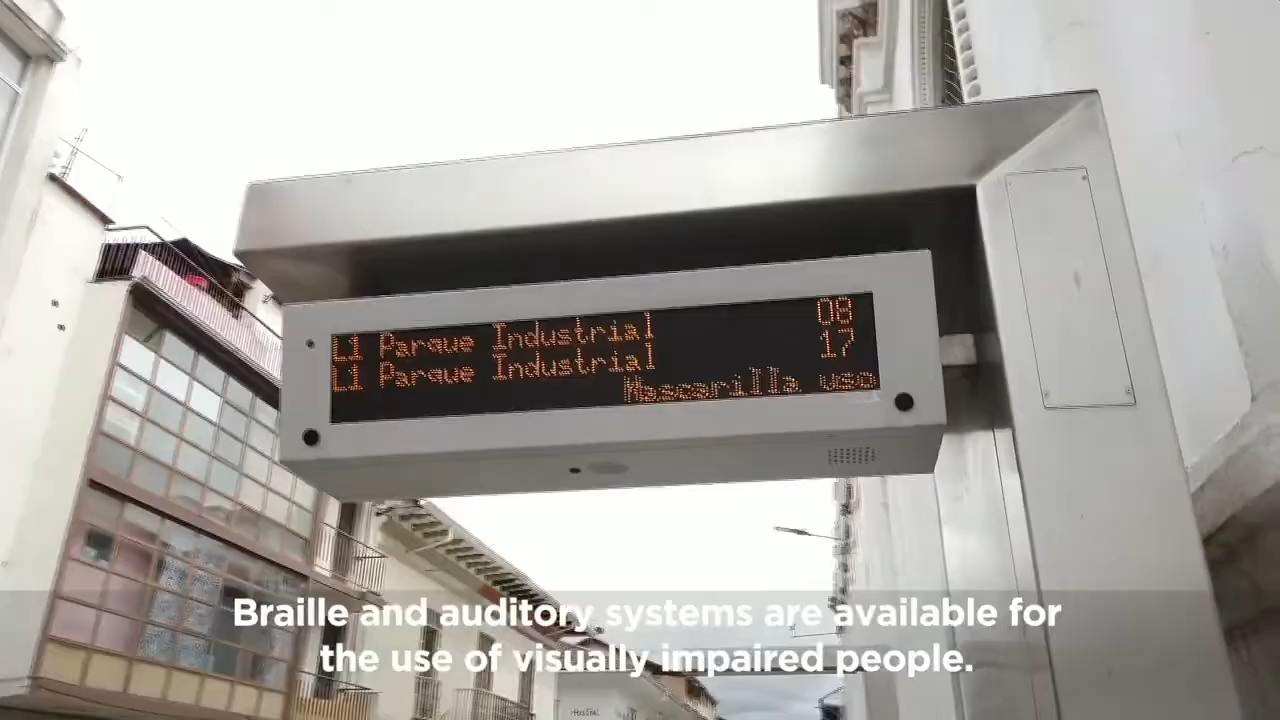 L1 Parque Industrial 08
L1 Parque Industrial 17
Mascarilla uso
Braille and auditory systems are available for
the use of visually impaired people.